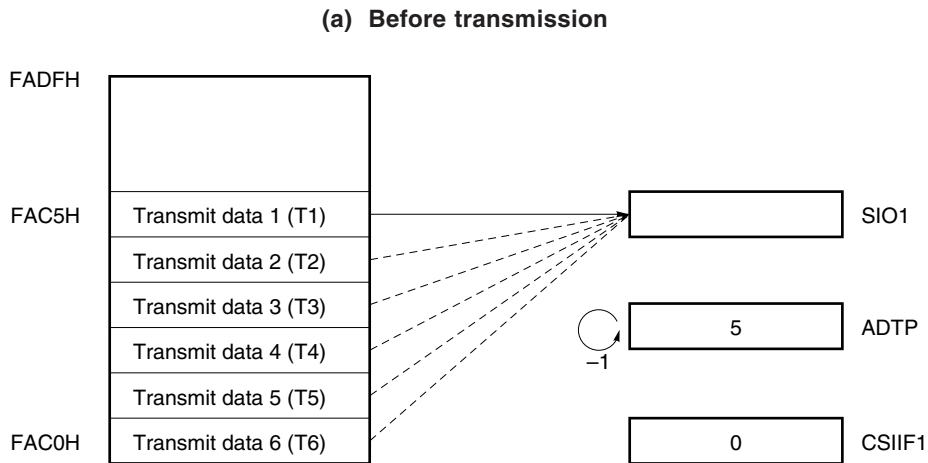 (a) Before transmission
FADFH
FAC5H Transmit data 1 (T1) SIO1
Transmit data 2 (T2)
Transmit data 3 (T3)
Transmit data 4 (T4) 5 ADTP
–1
Transmit data 5 (T5)
FAC0H Transmit data 6 (T6) 0 CSIIF1